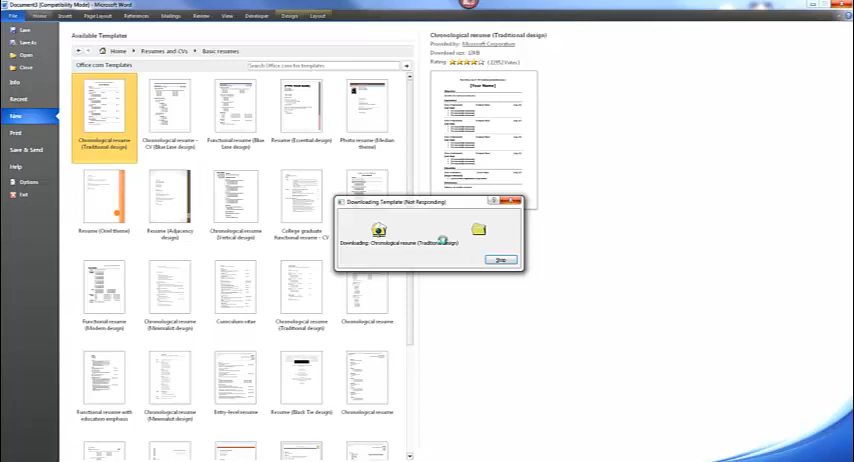 Document3 [Compatibility Mode] - Microsoft Word
File Home Insert Page Layout References Mailings Review View Developer Design Layout
Save
Save As
Open
Close
Info
Recent
New
Print
Save & Send
Help
Options
Exit
Available Templates
Home Resumes and CVs Basic resumes
Office.com Templates
Search Office.com for templates
Chronological resume (Traditional design)
Chronological resume - CV (Blue Line design)
Functional resume (Blue Line design)
Resume (Essential design)
Photo resume (Median theme)
Resume (Oriel theme)
Resume (Adjacency design)
Chronological resume (Vertical design)
College graduate functional resume - CV
Functional resume (Modern design)
Chronological resume (Minimalist design)
Curriculum vitae
Chronological resume (Traditional design)
Chronological resume
Functional resume with education emphasis
Chronological resume (Minimalist design)
Entry-level resume
Resume (Black Tie design)
Chronological resume
Chronological resume (Traditional design)
Provided by: Microsoft Corporation
Download size:
Rating:
[Your Name]
Downloading Template (Not Responding)
Downloading: Chronological resume (Traditional design)
Stop